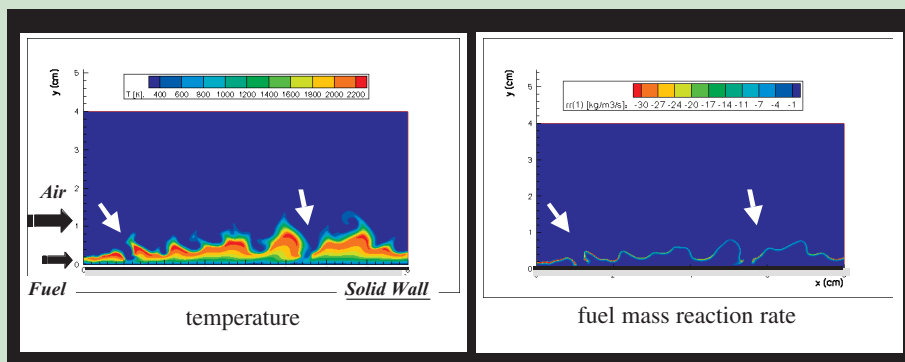 y (cm)
5
T [K]: 400 600 800 1000 1200 1400 1600 1800 2000 2200
4
3
2
Air
1
0
Fuel
Solid Wall
temperature
y (cm)
5
rr(1) [kg/m3/s]: -30 -27 -24 -20 -17 -14 -11 -7 -4 -1
4
3
2
1
0
x (cm)
fuel mass reaction rate